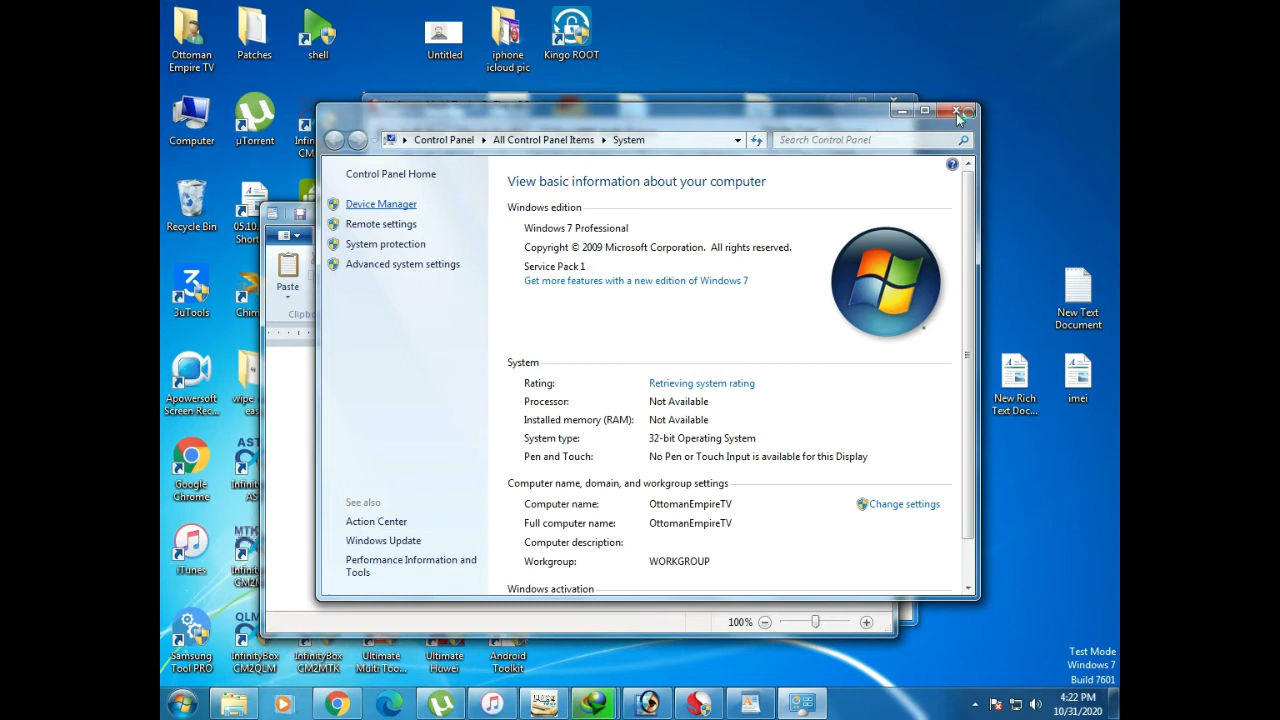 Ottoman
Empire TV
Patches
shell
Untitled
iphone
icloud pic
Kingo ROOT
Computer
µTorrent
Recycle Bin
05.10.
Short
3uTools
Chim
Apowersoft
Screen Rec...
wipe
Google
Chrome
iTunes
MTK
QLM
Samsung
Tool PRO
InfinityBox
CM2QLM
InfinityBox
CM2MTK
Ultimate
Multi Too...
Ultimate
Huwei
Android
Toolkit
Paste
Control Panel
All Control Panel Items
System
Search Control Panel
Control Panel Home
Device Manager
Remote settings
System protection
Advanced system settings
See also
Action Center
Windows Update
Performance Information and
Tools
View basic information about your computer
Windows edition
Windows 7 Professional
Copyright © 2009 Microsoft Corporation. All rights reserved.
Service Pack 1
Get more features with a new edition of Windows 7
System
Rating: Retrieving system rating
Processor: Not Available
Installed memory (RAM): Not Available
System type: 32-bit Operating System
Pen and Touch: No Pen or Touch Input is available for this Display
Computer name, domain, and workgroup settings
Computer name: OttomanEmpireTV
Change settings
Full computer name: OttomanEmpireTV
Computer description:
Workgroup: WORKGROUP
Windows activation
100%
New Text
Document
New Rich
Text Doc...
imei
Test Mode
Windows 7
Build 7601
4:22 PM
10/31/2020